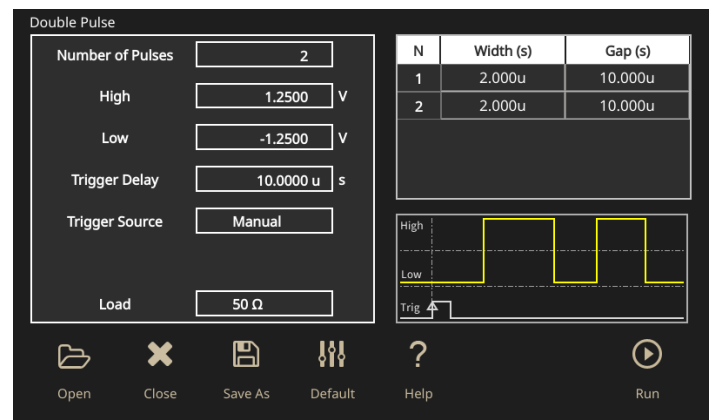 Double Pulse
Number of Pulses 2
High 1.2500 V
Low -1.2500 V
Trigger Delay 10.0000 u s
Trigger Source Manual
Load 50 Ω
N Width (s) Gap (s)
1 2.000u 10.000u
2 2.000u 10.000u
High
Low
Trig
Open Close Save As Default Help Run